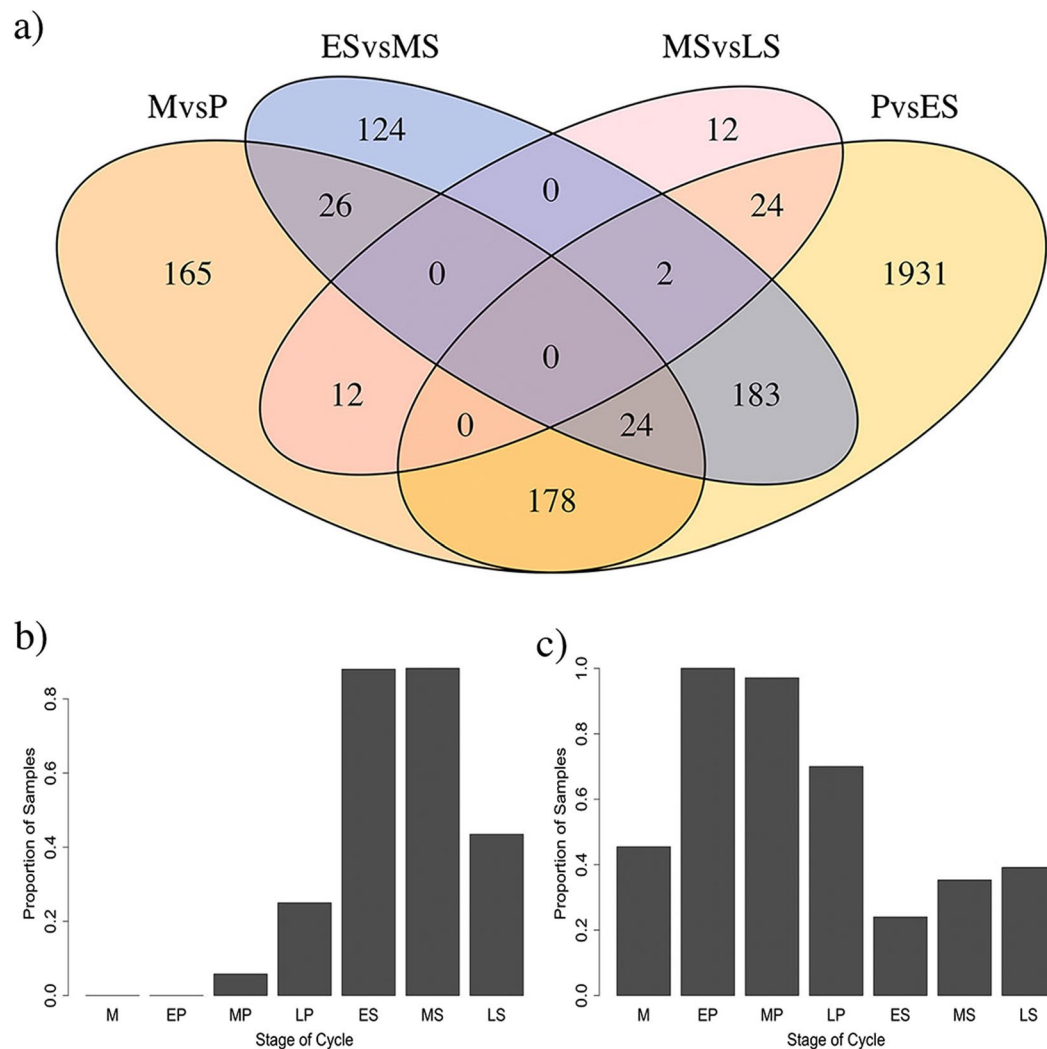 a)
ESvsMS MSvsLS
MvsP PvsES
124 12
0
26 24
165 0 2 1931
0
12 183
0 24
178
b)
Proportion of Samples
0.8
0.4
0.2
0.0
M EP MP LP ES MS LS
Stage of Cycle
c)
Proportion of Samples
1.0
0.8
0.6
0.4
0.2
0.0
M EP MP LP ES MS LS
Stage of Cycle